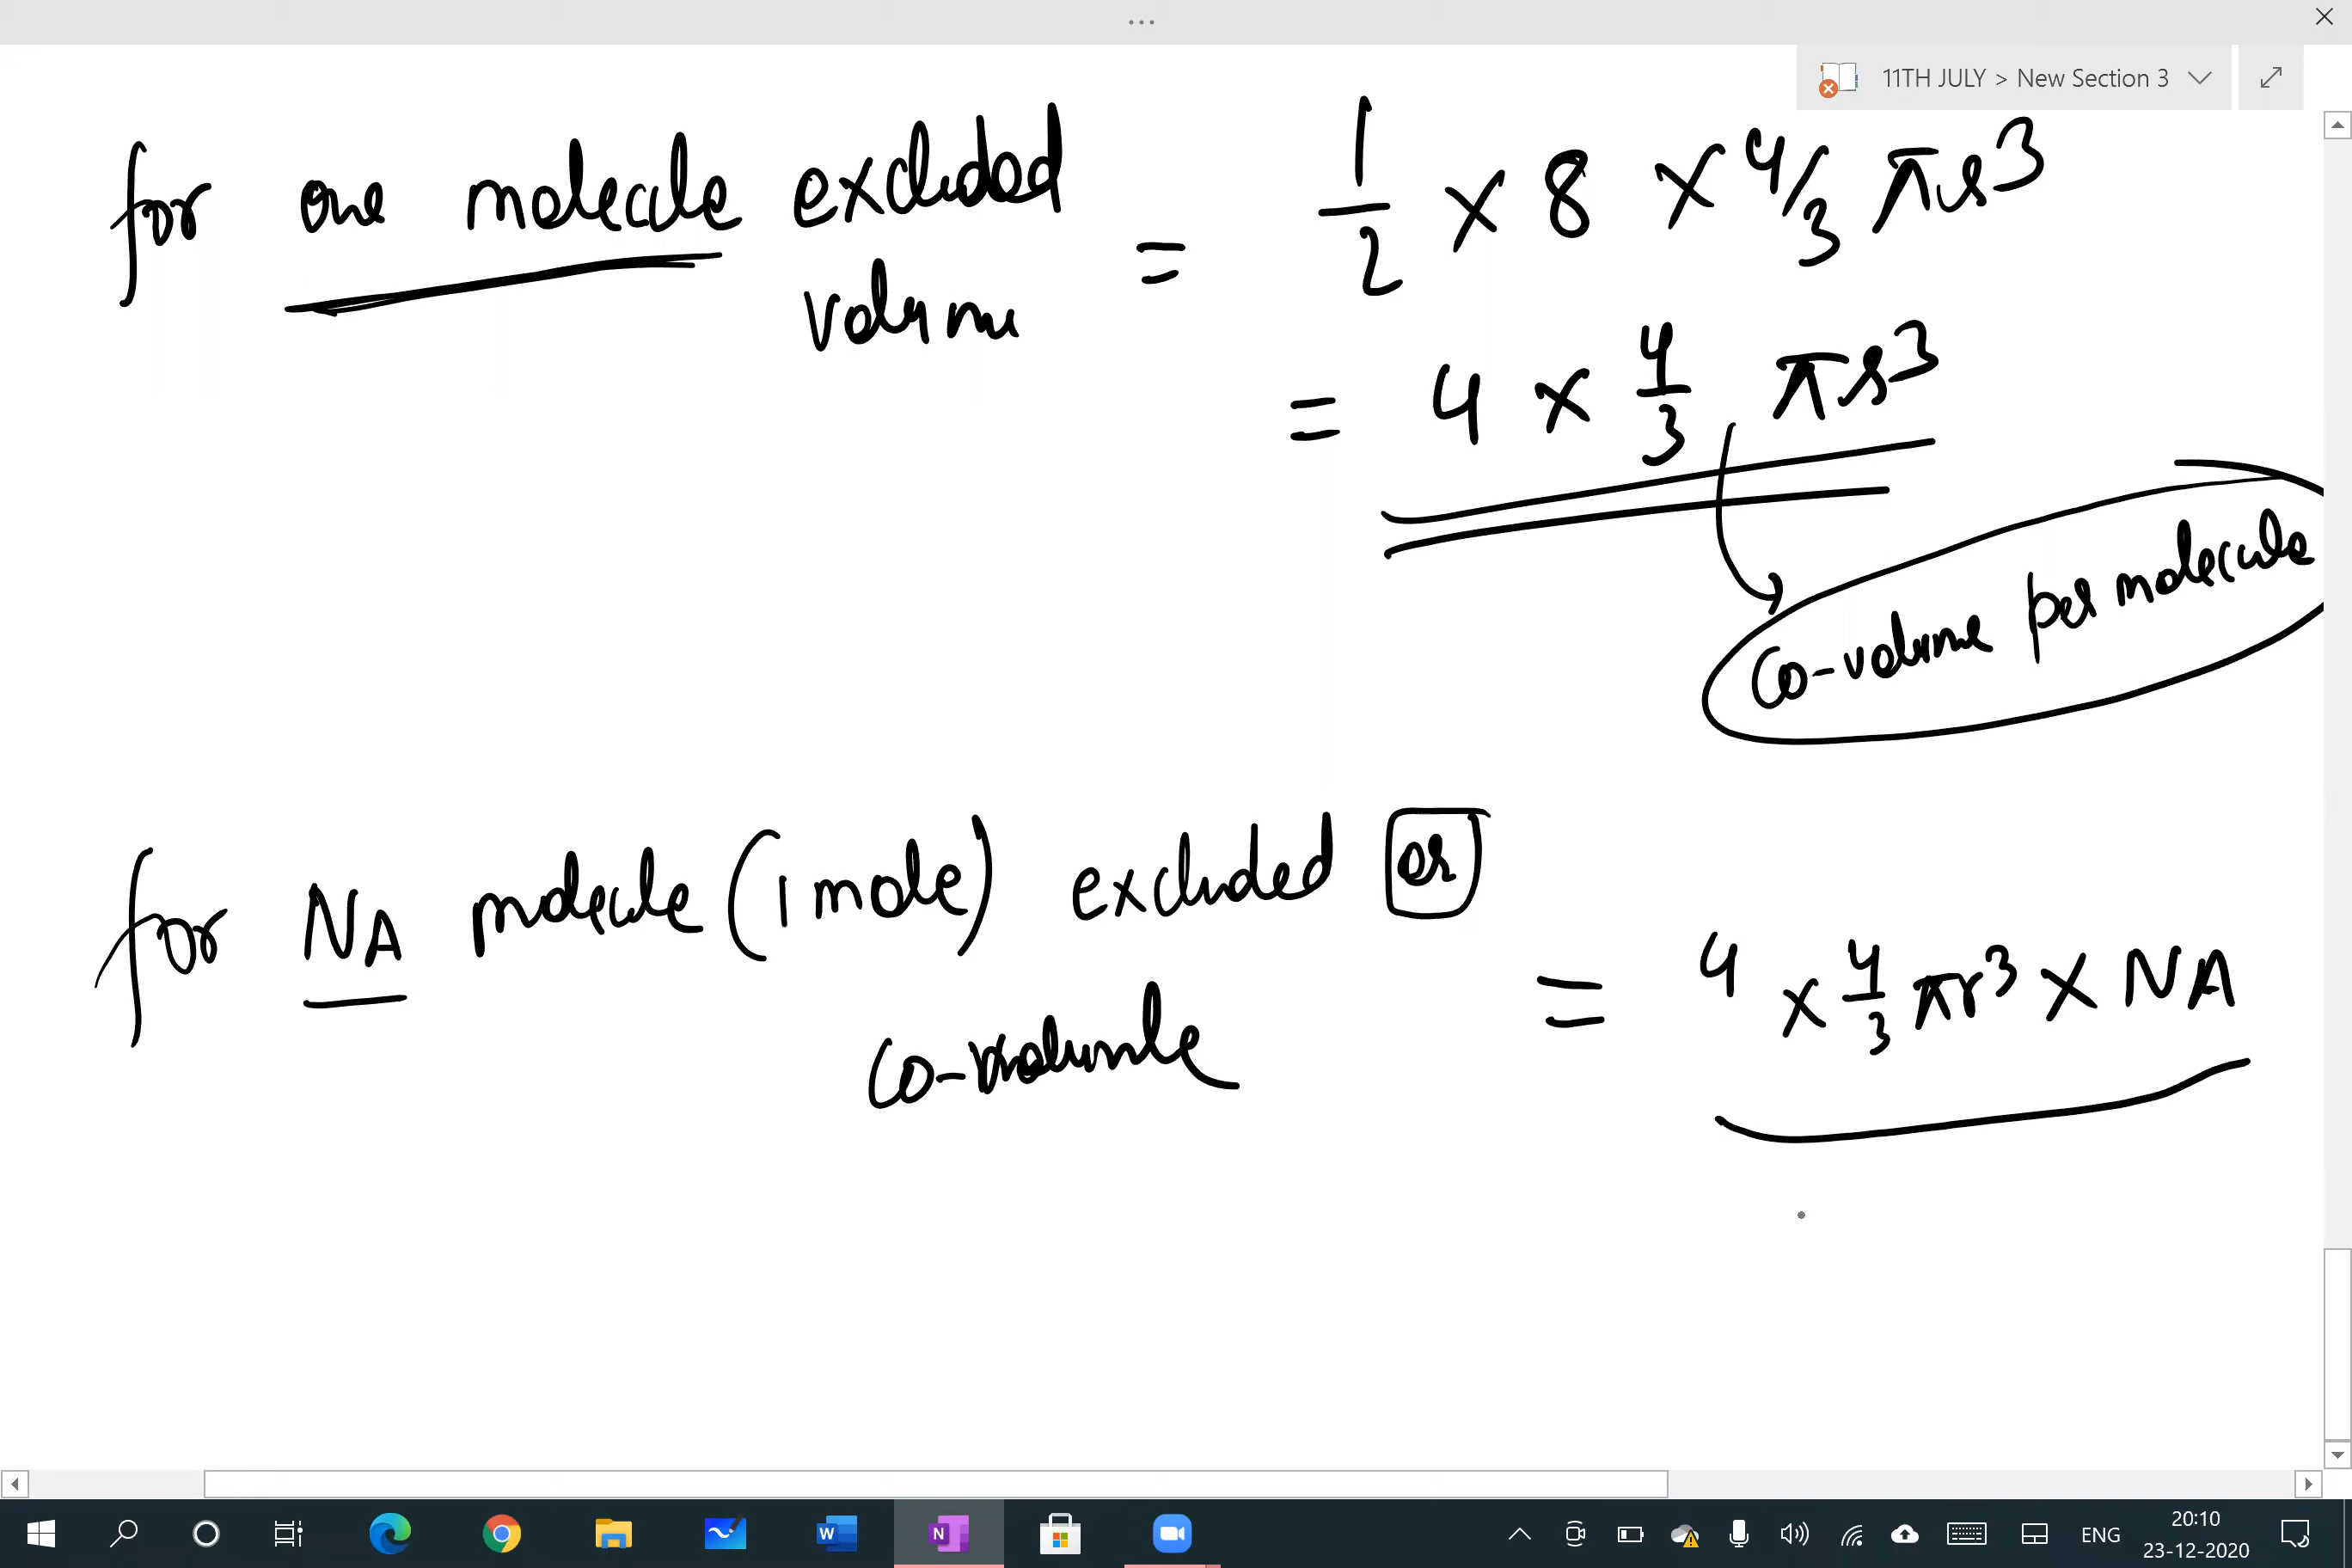 11TH JULY > New Section 3
for one molecule excluded volume = 1/2 × 8 × 4/3 πr³
= 4 × 4/3 πr³
Co-volume per molecule
for NA molecule (1 mole) excluded or
co-volume = 4 × 4/3 πr³ × NA
W N ENG 20:10
23-12-2020